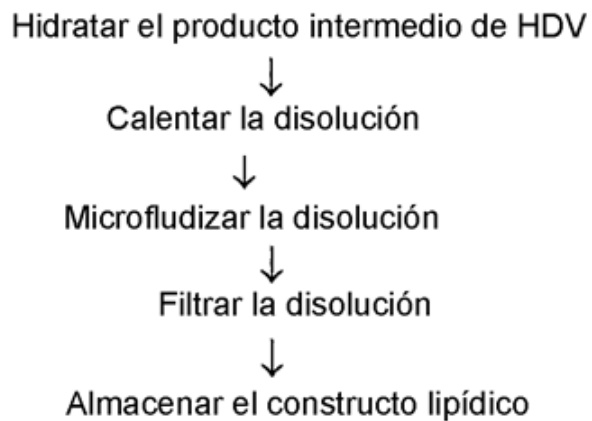 Hidratar el producto intermedio de HDV
↓
Calentar la disolución
↓
Microfludizar la disolución
↓
Filtrar la disolución
↓
Almacenar el constructo lipídico